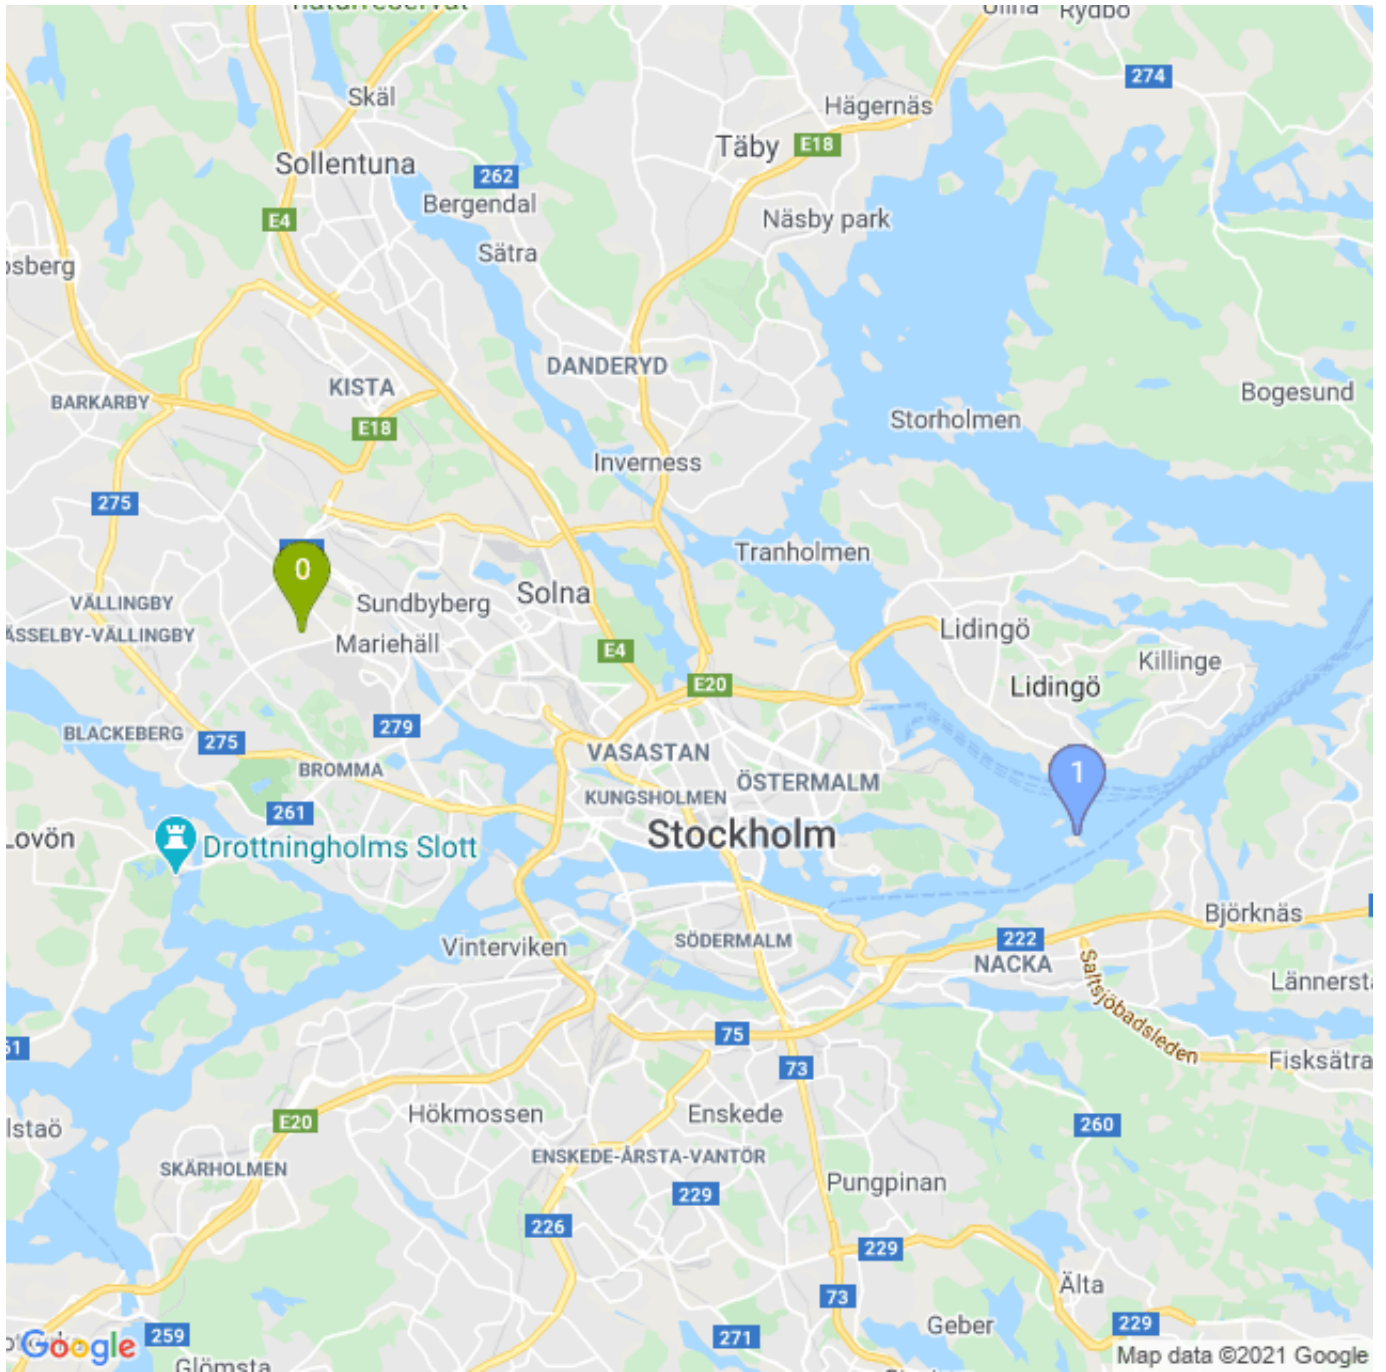 naturreservat
Ullna
Rydbo
274
Skäl
Hägernäs
Täby
E18
Sollentuna
262
Bergendal
E4
Näsby park
Sätra
DANDERYD
KISTA
BARKARBY
Bogesund
Storholmen
E18
Inverness
275
Tranholmen
0
Solna
Sundbyberg
VÄLLINGBY
ÄSSELBY-VÄLLINGBY
Mariehäll
Lidingö
E4
Killinge
E20
Lidingö
BLACKEBERG
279
275
VASASTAN
BROMMA
1
ÖSTERMALM
KUNGSHOLMEN
261
Lovön
Stockholm
Drottningholms Slott
Björknäs
222
SÖDERMALM
Vinterviken
NACKA
Saltsjöbadsleden
Lännersta
75
61
Fisksätra
73
Hökmossen
Enskede
E20
260
lstaö
ENSKEDE-ÅRSTA-VANTÖR
SKÄRHOLMEN
Pungpinan
229
226
229
Älta
73
229
Geber
259
271
Google
Map data ©2021 Google
Glömsta